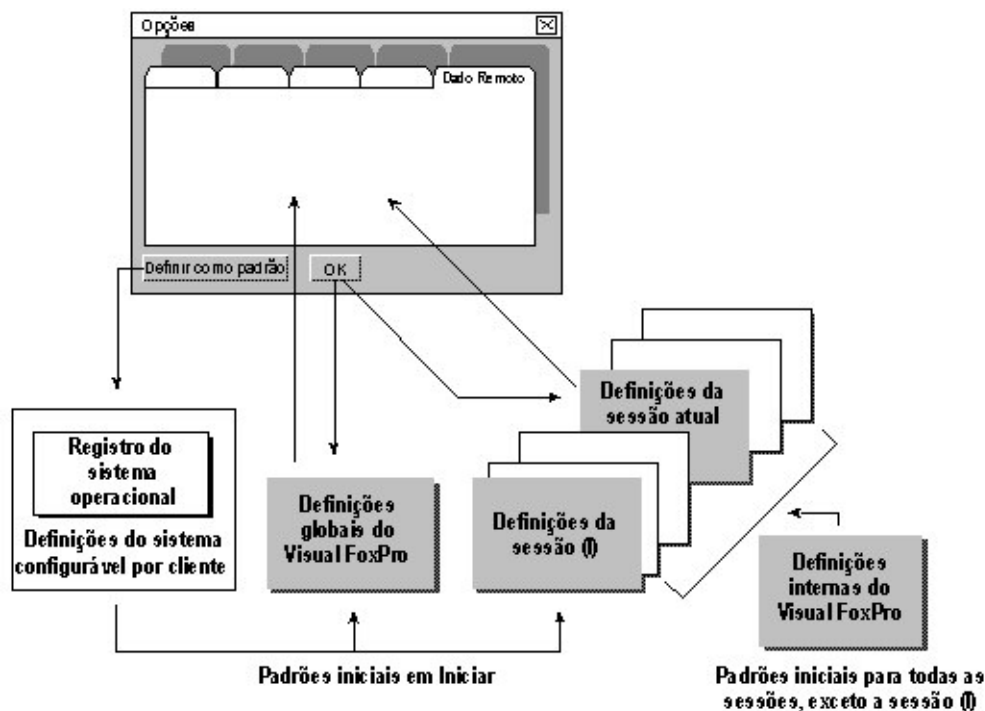 Opções
Dado Remoto
Definir como padrão
OK
Definições da
sessão atual
Registro do
sistema
operacional
Definições do sistema
configurável por cliente
Definições
globais do
Visual FoxPro
Definições da
sessão (1)
Definições
internas do
Visual FoxPro
Padrões iniciais em Iniciar
Padrões iniciais para todas as
sessões, exceto a sessão (1)